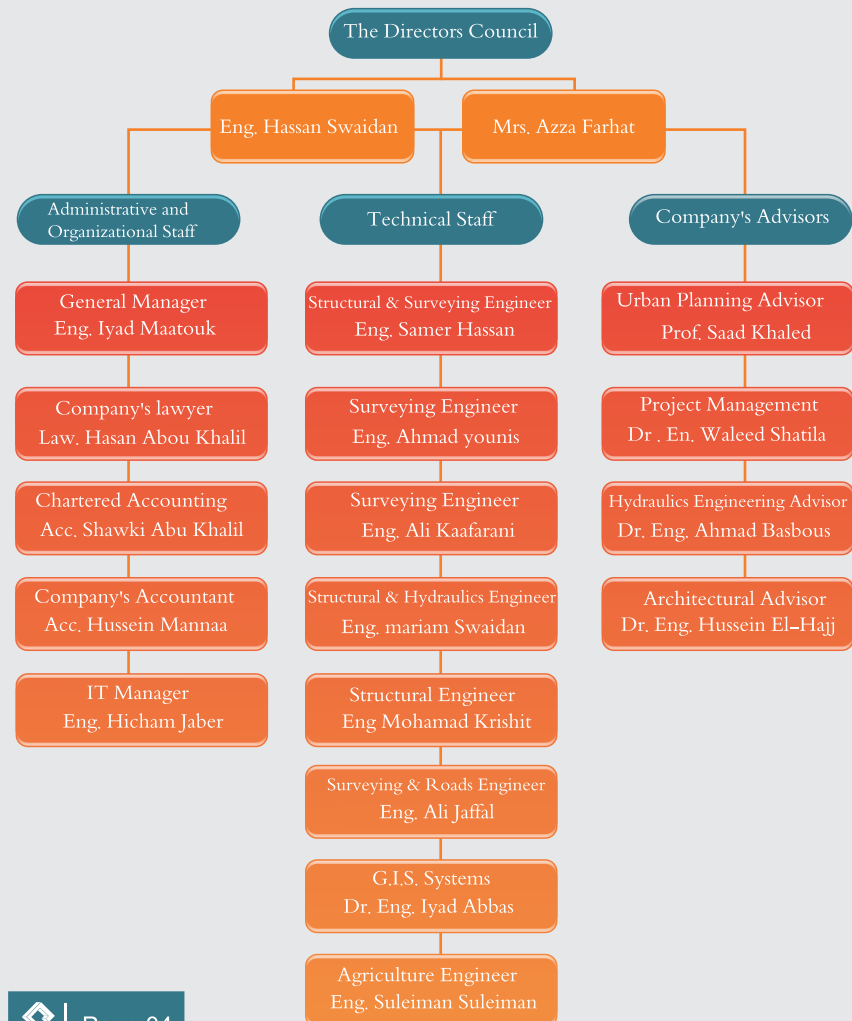 The Directors Council
Eng. Hassan Swaidan
Mrs. Azza Farhat
Administrative and
Organizational Staff
General Manager
Eng. Iyad Maatouk
Company's lawyer
Law. Hasan Abou Khalil
Chartered Accounting
Acc. Shawki Abu Khalil
Company's Accountant
Acc. Hussein Mannaa
IT Manager
Eng. Hicham Jaber
Technical Staff
Structural & Surveying Engineer
Eng. Samer Hassan
Surveying Engineer
Eng. Ahmad younis
Surveying Engineer
Eng. Ali Kaafarani
Structural & Hydraulics Engineer
Eng. mariam Swaidan
Structural Engineer
Eng Mohamad Krishit
Surveying & Roads Engineer
Eng. Ali Jaffal
G.I.S. Systems
Dr. Eng. Iyad Abbas
Agriculture Engineer
Eng. Suleiman Suleiman
Company's Advisors
Urban Planning Advisor
Prof. Saad Khaled
Project Management
Dr . En. Waleed Shatila
Hydraulics Engineering Advisor
Dr. Eng. Ahmad Basbous
Architectural Advisor
Dr. Eng. Hussein El-Hajj